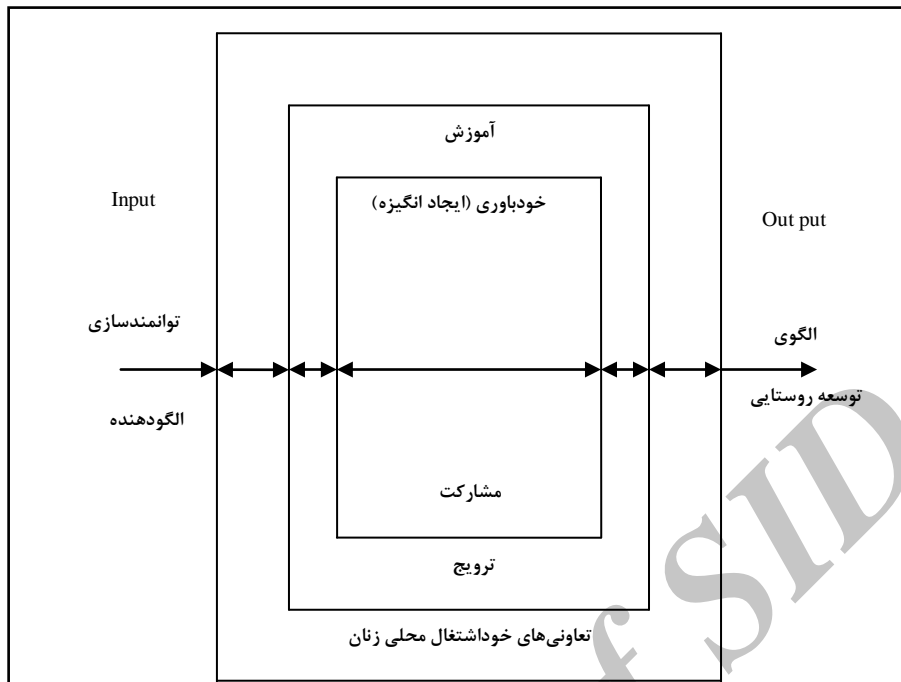 آموزش
Input
خودباوری (ایجاد انگیزه)
Out put
توانمندسازی
الگوی
الگودهنده
توسعه روستایی
مشارکت
ترویج
تعاونی‌های خوداشتغال محلی زنان
f SID